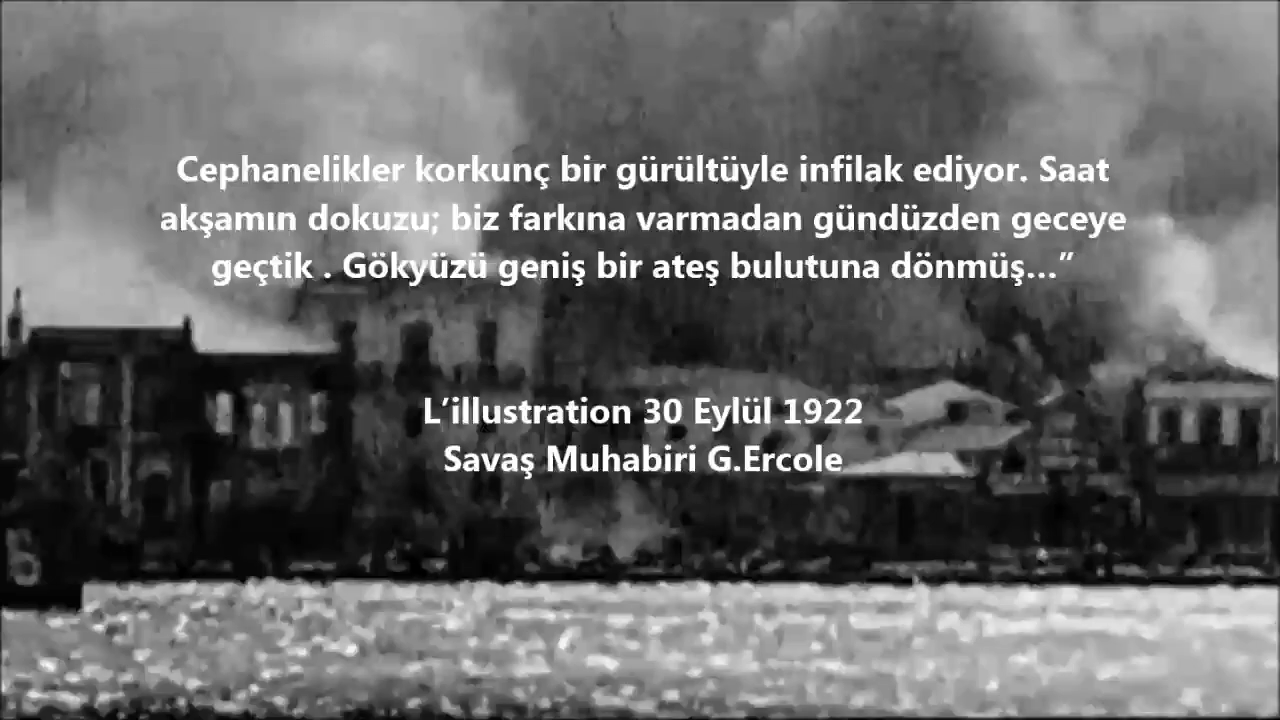 Cephanelikler korkunç bir gürültüyle infilak ediyor. Saat
akşamın dokuzu; biz farkına varmadan gündüzden geceye
geçtik . Gökyüzü geniş bir ateş bulutuna dönmüş...”
L’illustration 30 Eylül 1922
Savaş Muhabiri G.Ercole